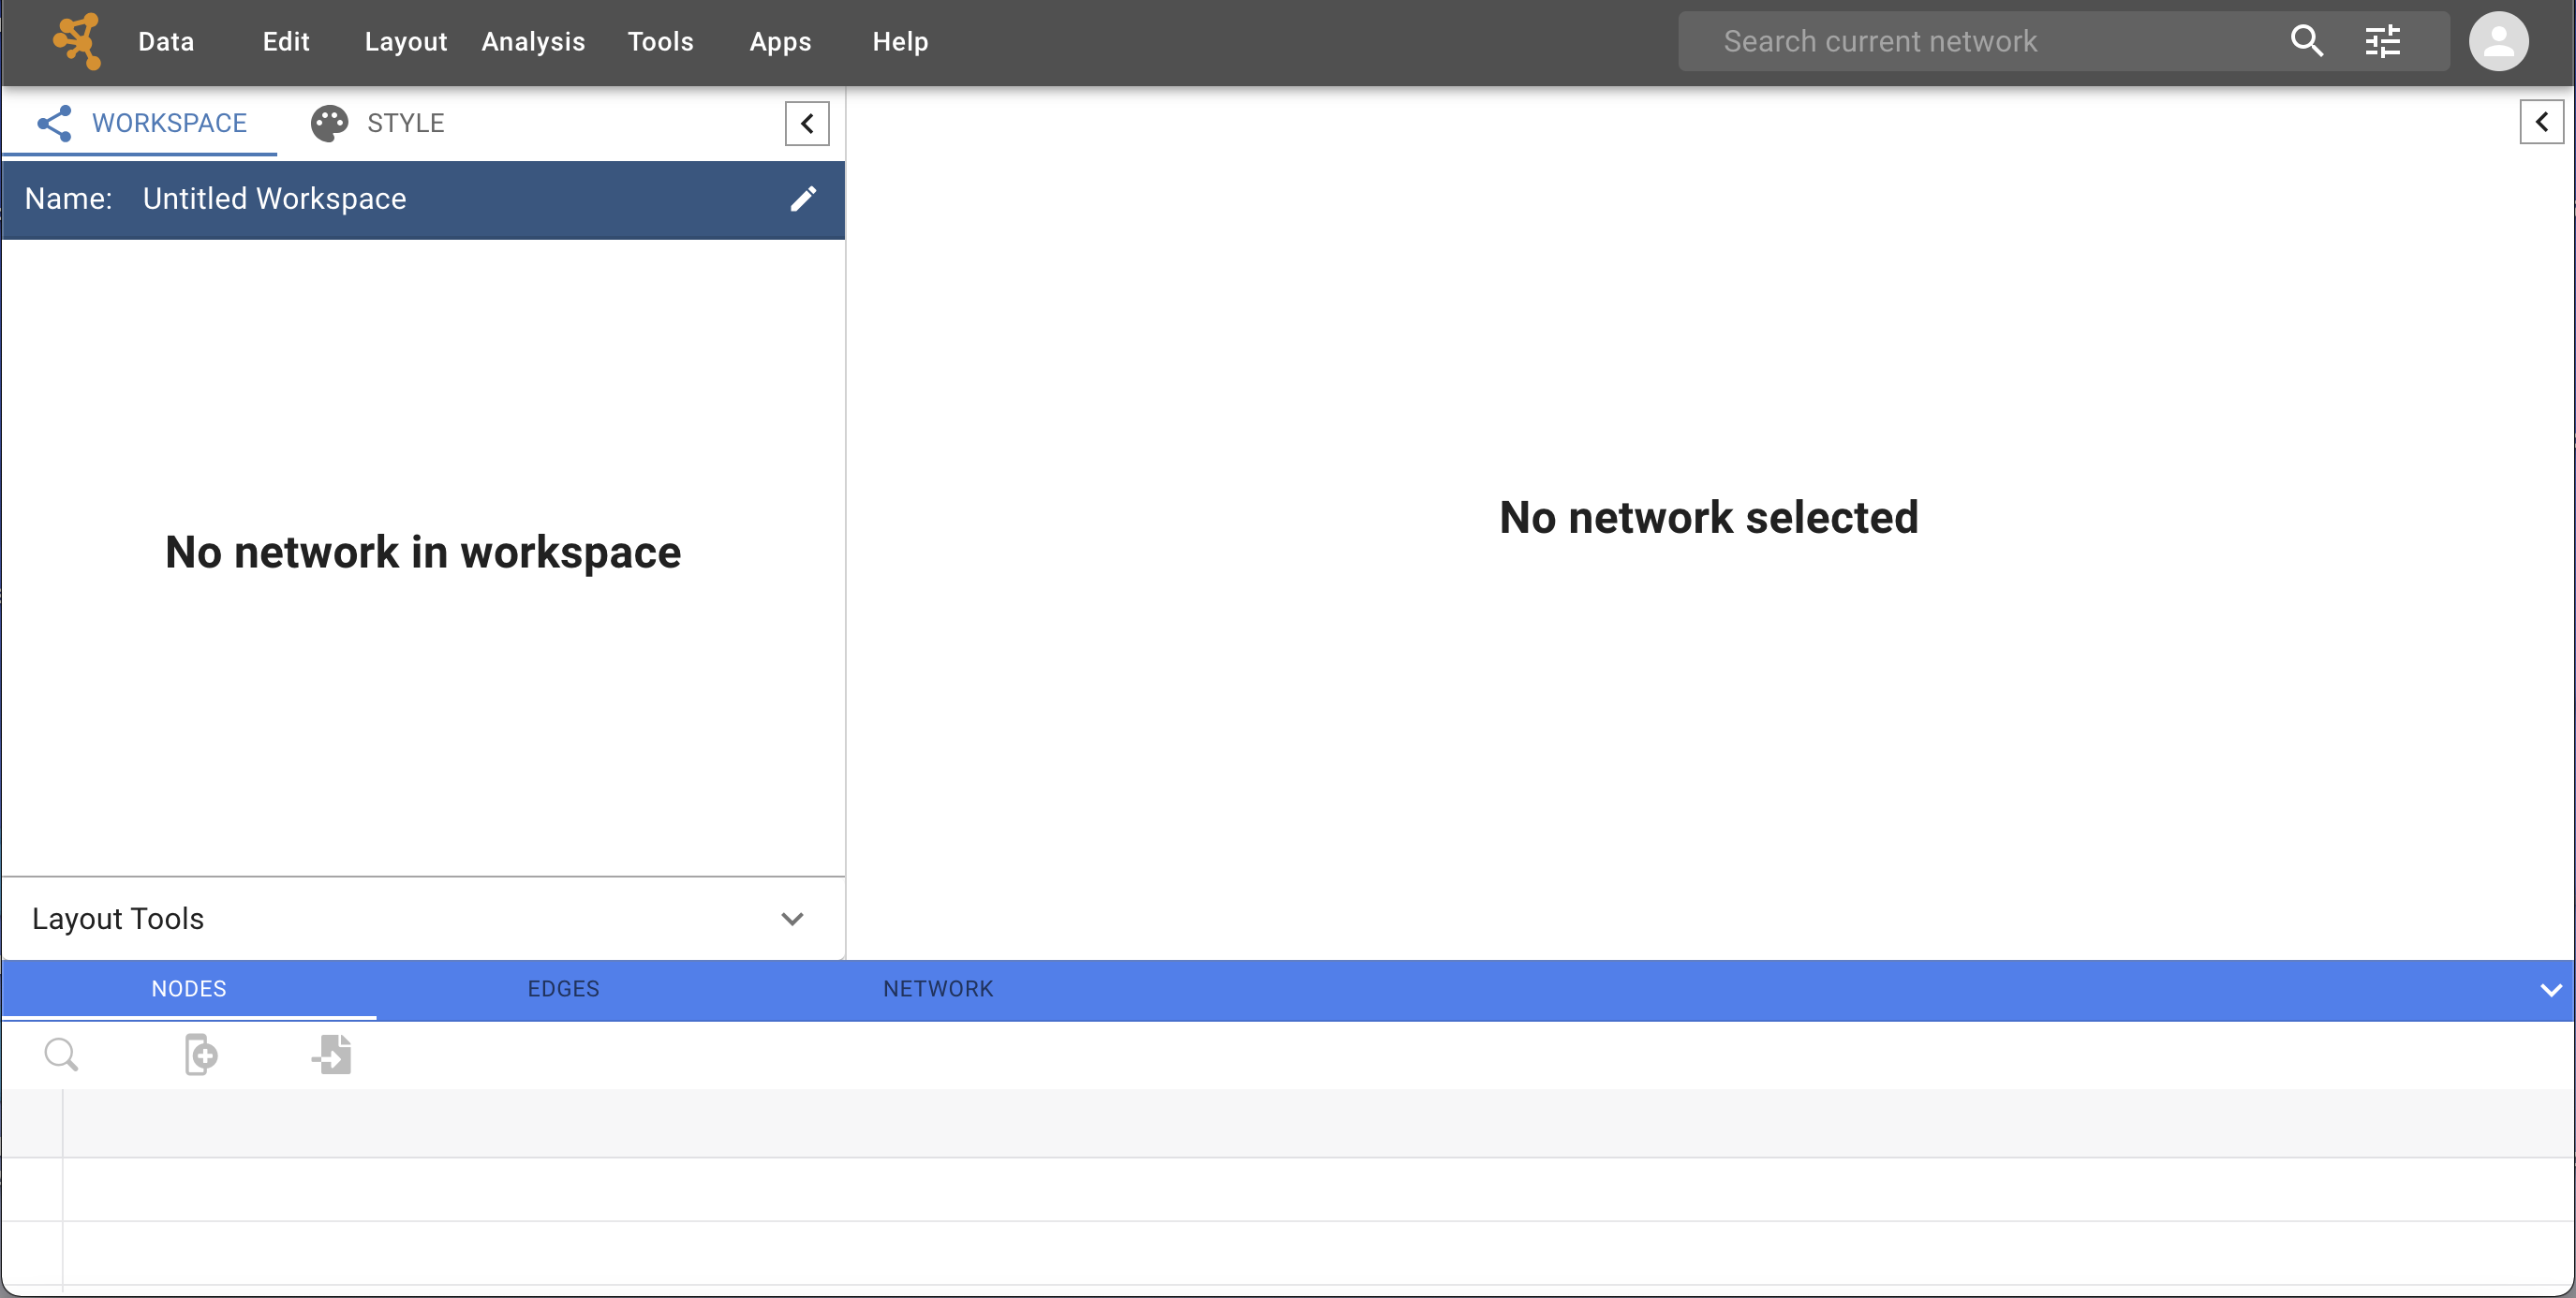 Data Edit Layout Analysis Tools Apps Help Search current network
WORKSPACE STYLE
Name: Untitled Workspace
No network in workspace
No network selected
Layout Tools
NODES EDGES NETWORK